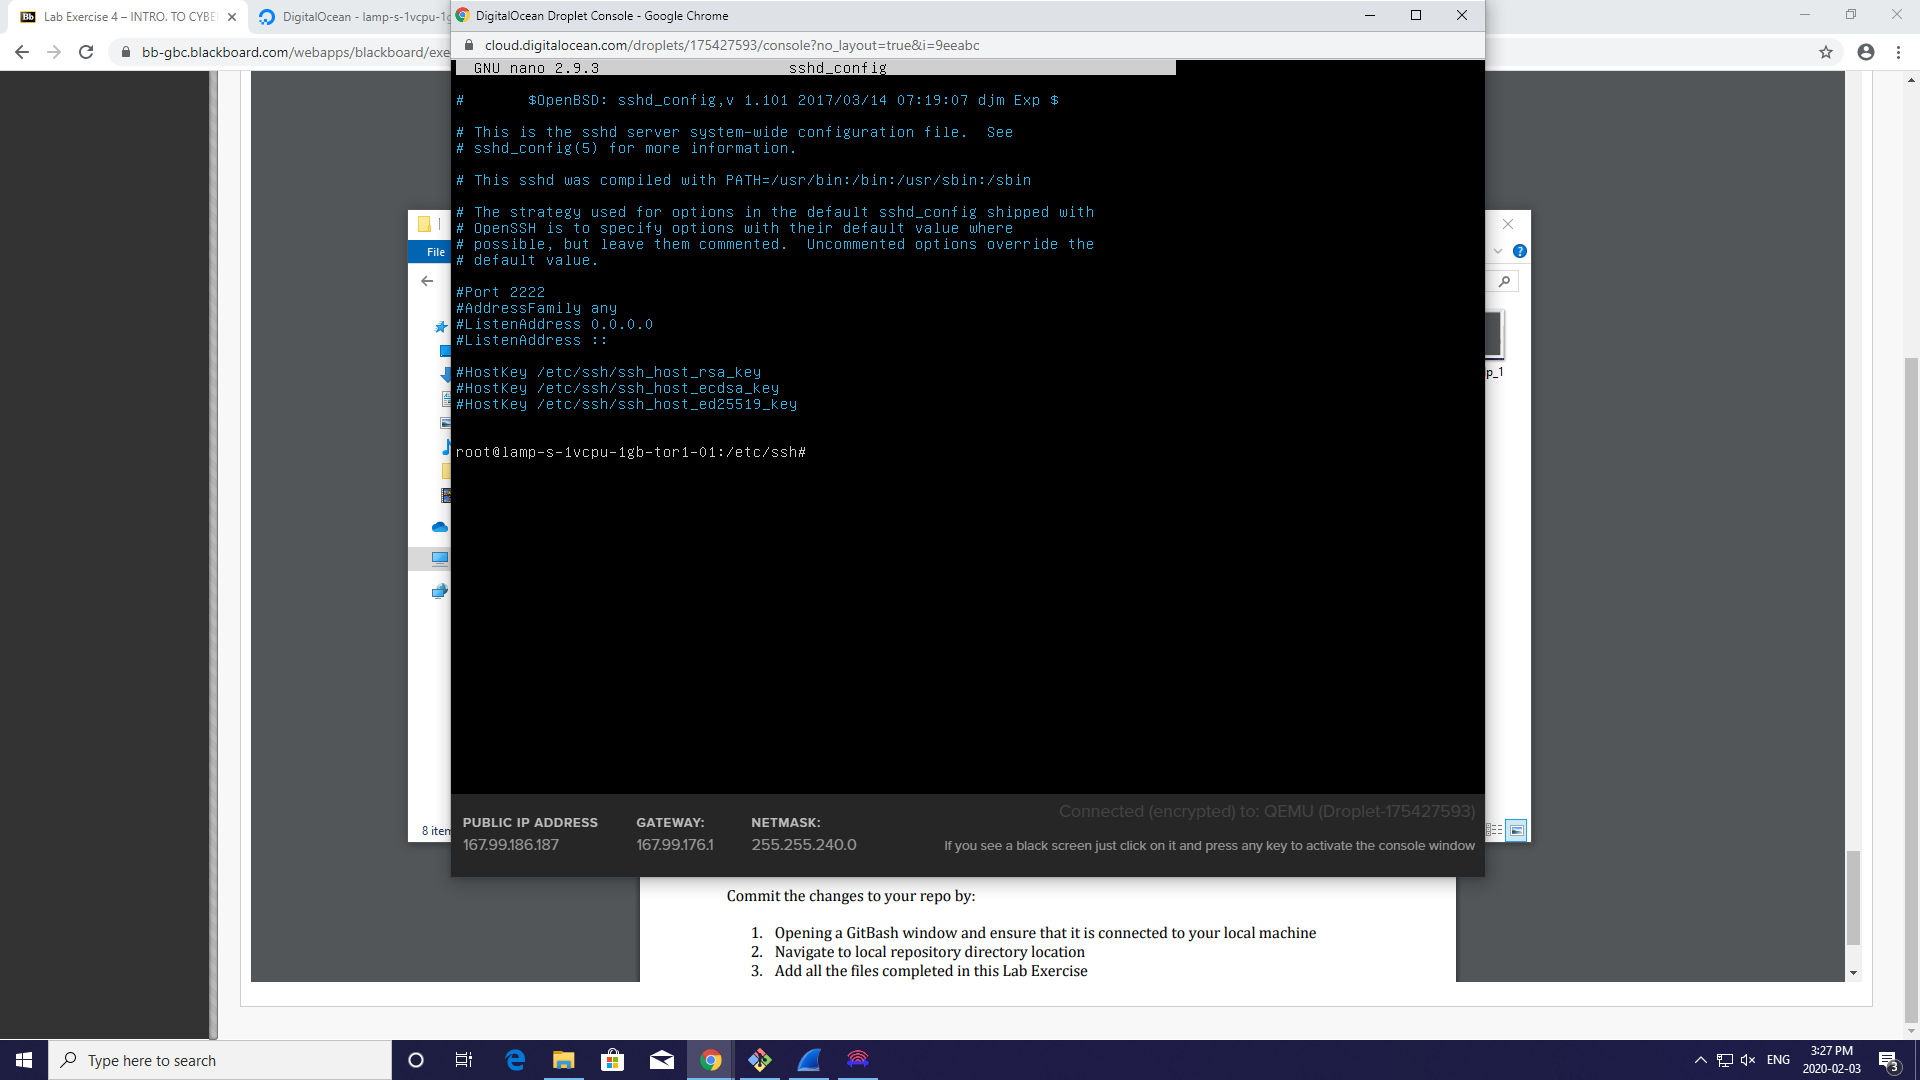 Lab Exercise 4 – INTRO. TO CYBE
DigitalOcean - lamp-s-1vcpu-1g
DigitalOcean Droplet Console - Google Chrome
bb-gbc.blackboard.com/webapps/blackboard/exe
cloud.digitalocean.com/droplets/175427593/console?no_layout=true&i=9eeabc
GNU nano 2.9.3 sshd_config
# $OpenBSD: sshd_config,v 1.101 2017/03/14 07:19:07 djm Exp $
# This is the sshd server system-wide configuration file. See
# sshd_config(5) for more information.
# This sshd was compiled with PATH=/usr/bin:/bin:/usr/sbin:/sbin
# The strategy used for options in the default sshd_config shipped with
# OpenSSH is to specify options with their default value where
# possible, but leave them commented. Uncommented options override the
# default value.
#Port 2222
#AddressFamily any
#ListenAddress 0.0.0.0
#ListenAddress ::
#HostKey /etc/ssh/ssh_host_rsa_key
#HostKey /etc/ssh/ssh_host_ecdsa_key
#HostKey /etc/ssh/ssh_host_ed25519_key
root@lamp-s-1vcpu-1gb-tor1-01:/etc/ssh#
File
p_1
8 item
Connected (encrypted) to: QEMU (Droplet-175427593)
PUBLIC IP ADDRESS GATEWAY: NETMASK:
167.99.186.187 167.99.176.1 255.255.240.0
If you see a black screen just click on it and press any key to activate the console window
Commit the changes to your repo by:
1. Opening a GitBash window and ensure that it is connected to your local machine
2. Navigate to local repository directory location
3. Add all the files completed in this Lab Exercise
Type here to search
ENG
3:27 PM
2020-02-03
3